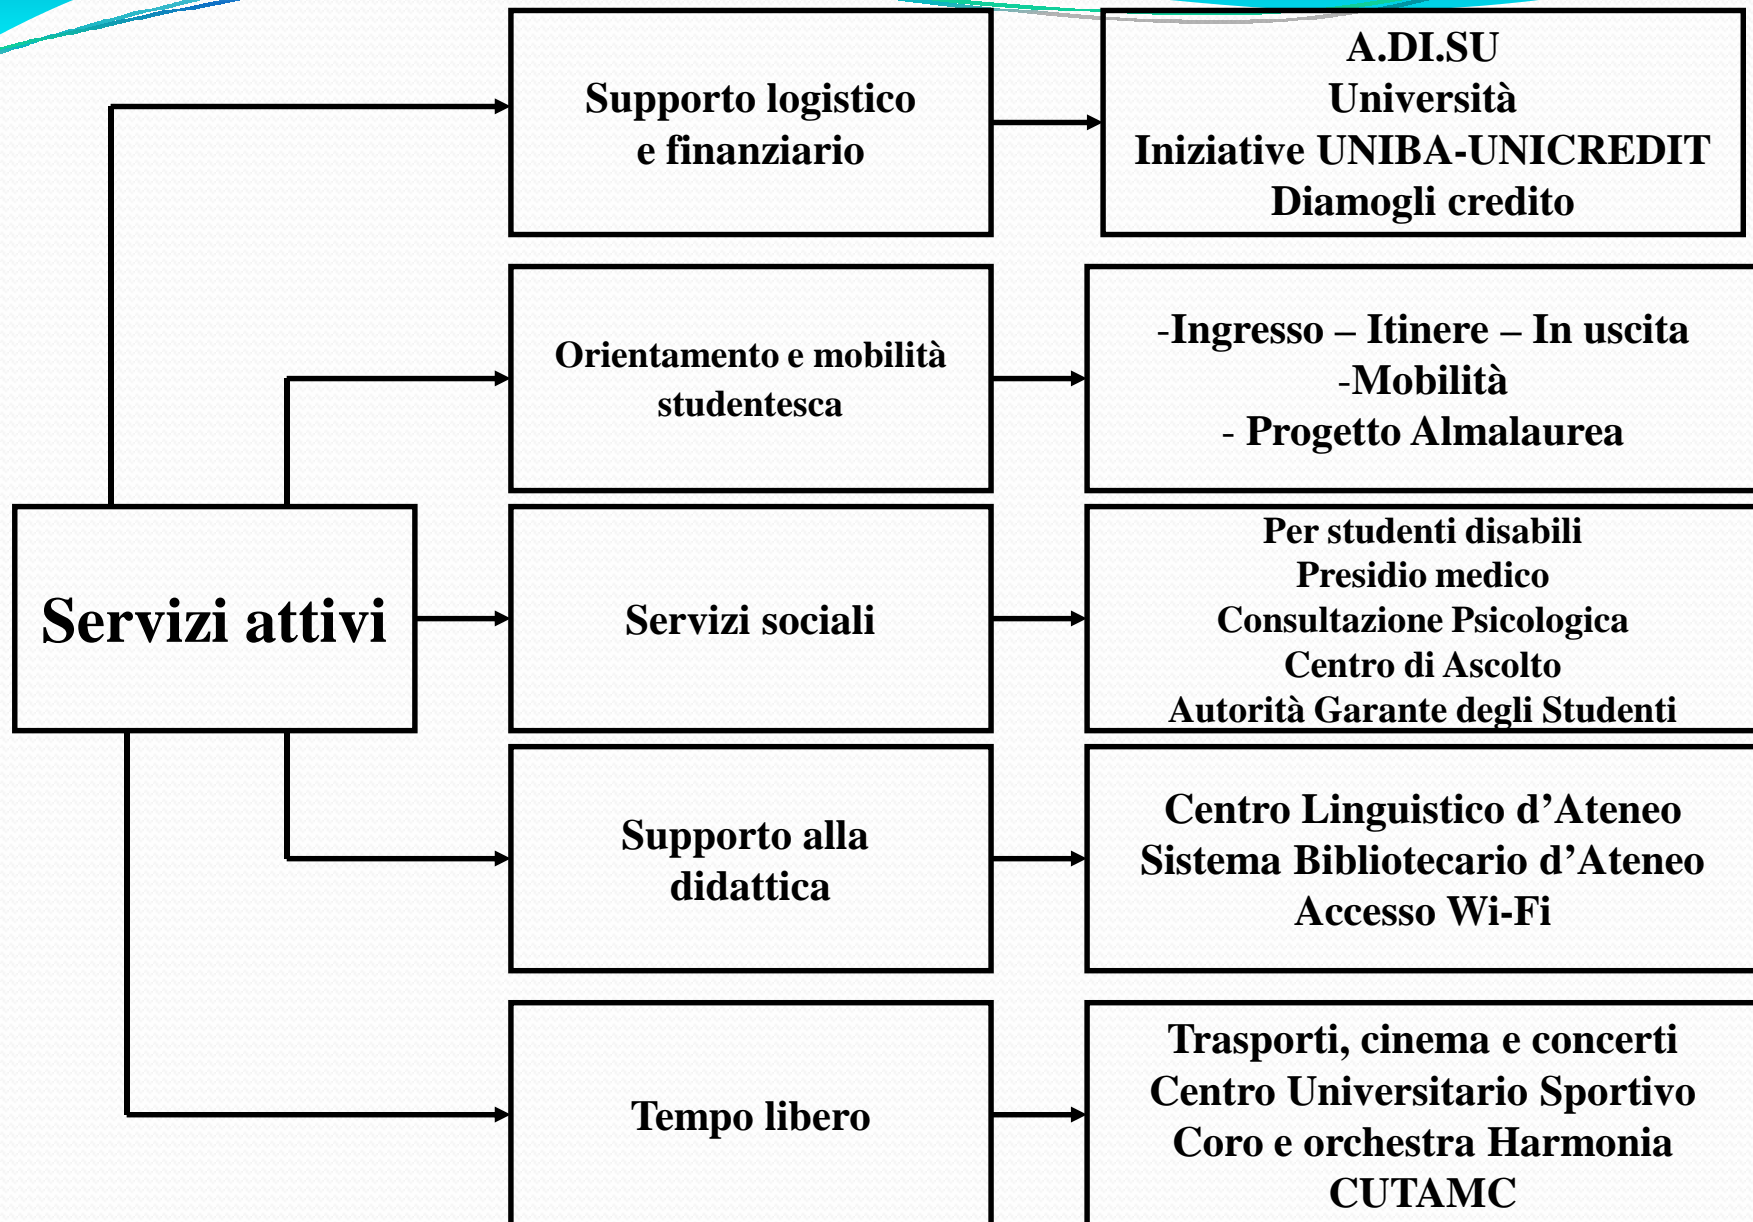 Supporto logistico
e finanziario
A.DI.SU
Università
Iniziative UNIBA-UNICREDIT
Diamogli credito
Orientamento e mobilità
studentesca
-Ingresso – Itinere – In uscita
-Mobilità
- Progetto Almalaurea
Servizi attivi
Servizi sociali
Per studenti disabili
Presidio medico
Consultazione Psicologica
Centro di Ascolto
Autorità Garante degli Studenti
Supporto alla
didattica
Centro Linguistico d’Ateneo
Sistema Bibliotecario d’Ateneo
Accesso Wi-Fi
Tempo libero
Trasporti, cinema e concerti
Centro Universitario Sportivo
Coro e orchestra Harmonia
CUTAMC